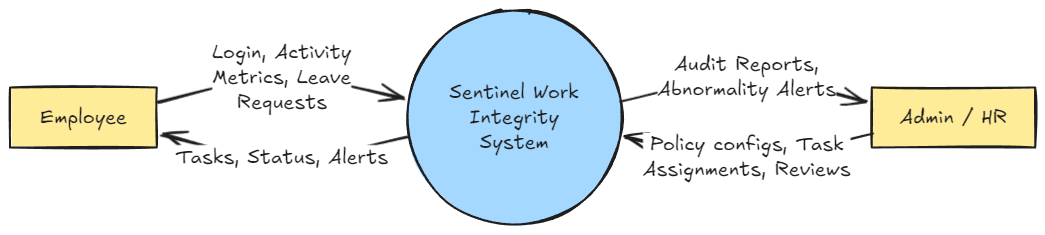 Login, Activity
Metrics, Leave
Requests
Employee
Tasks, Status, Alerts
Sentinel Work
Integrity
System
Audit Reports,
Abnormality Alerts
Admin / HR
Policy configs, Task
Assignments, Reviews